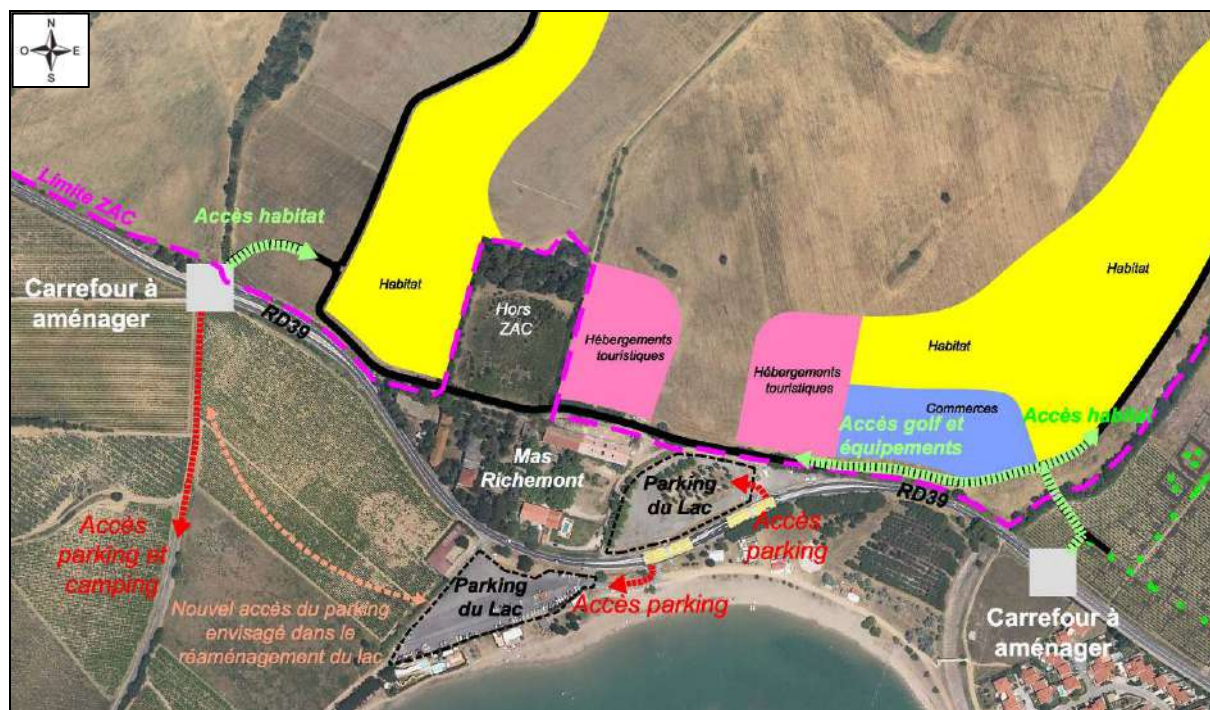 N
O E
S
Limite ZAC
Accès habitat
Carrefour à
aménager
RD39
Habitat
Hors
ZAC
Hébergements
touristiques
Hébergements
touristiques
Habitat
Habitat
Commerces
Accès golf et
équipements
Accès habitat
Mas
Richemont
Parking
du Lac
RD39
Accès
parking
Accès
parking et
camping
Nouvel accès du parking
envisagé dans le
réaménagement du lac
Parking
du Lac
Accès parking
Carrefour à
aménager